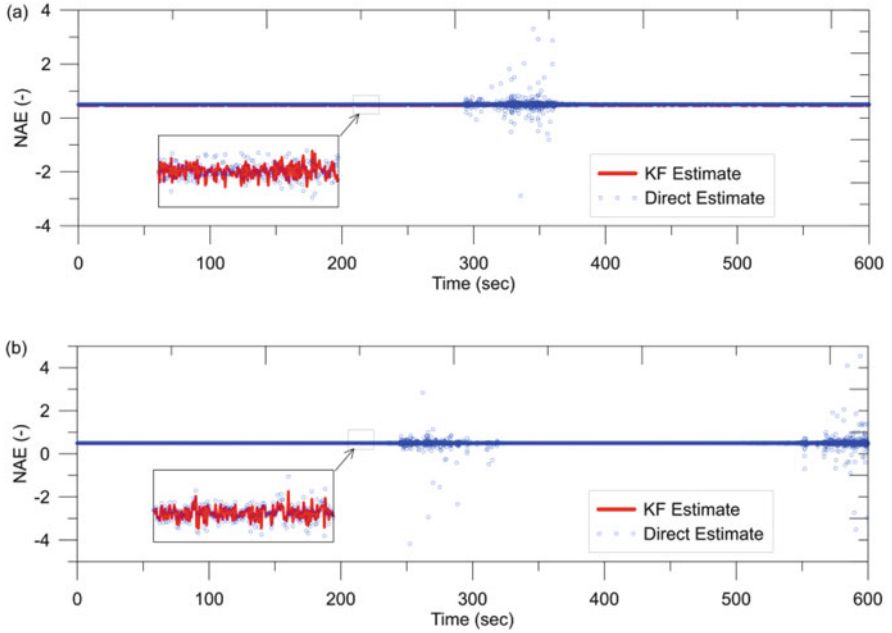 (a)
4
2
0
-2
-4
NAE (-)
KF Estimate
Direct Estimate
0 100 200 300 400 500 600
Time (sec)
(b)
4
2
0
-2
-4
NAE (-)
KF Estimate
Direct Estimate
0 100 200 300 400 500 600
Time (sec)